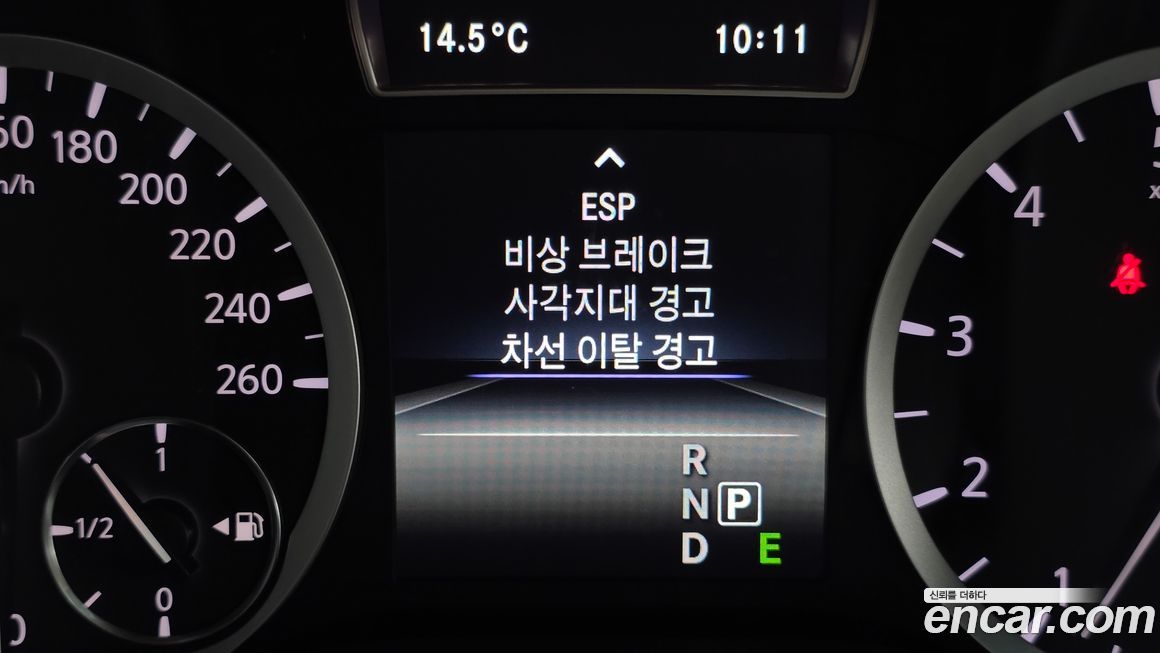 14.5°C 10:11
ESP
비상 브레이크
사각지대 경고
차선 이탈 경고
R
N P
D E
180
200
220
240
260
1
1/2
0
4
3
2
1
신뢰를 더하다
encar.com